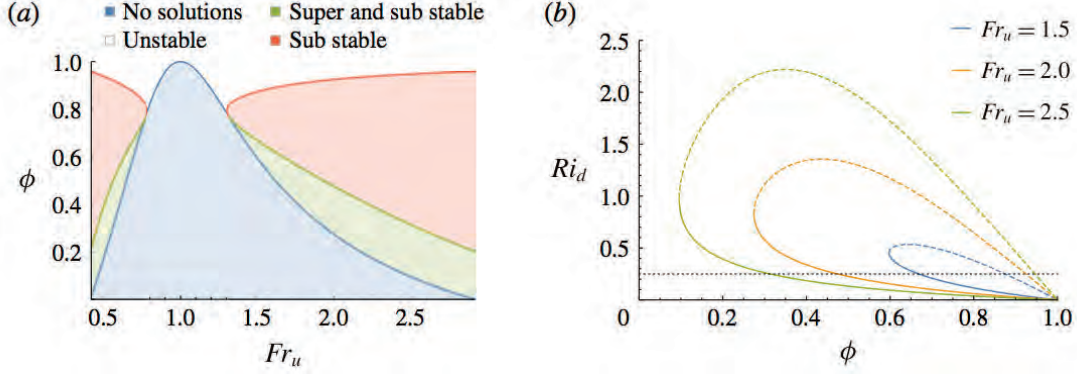 (a)
No solutions
Super and sub stable
Unstable
Sub stable
1.0
0.8
0.6
0.4
0.2
ϕ
0.5 1.0 1.5 2.0 2.5
Fr_u
(b)
Fr_u = 1.5
Fr_u = 2.0
Fr_u = 2.5
2.5
2.0
1.5
1.0
0.5
Ri_d
0 0.2 0.4 0.6 0.8 1.0
ϕ